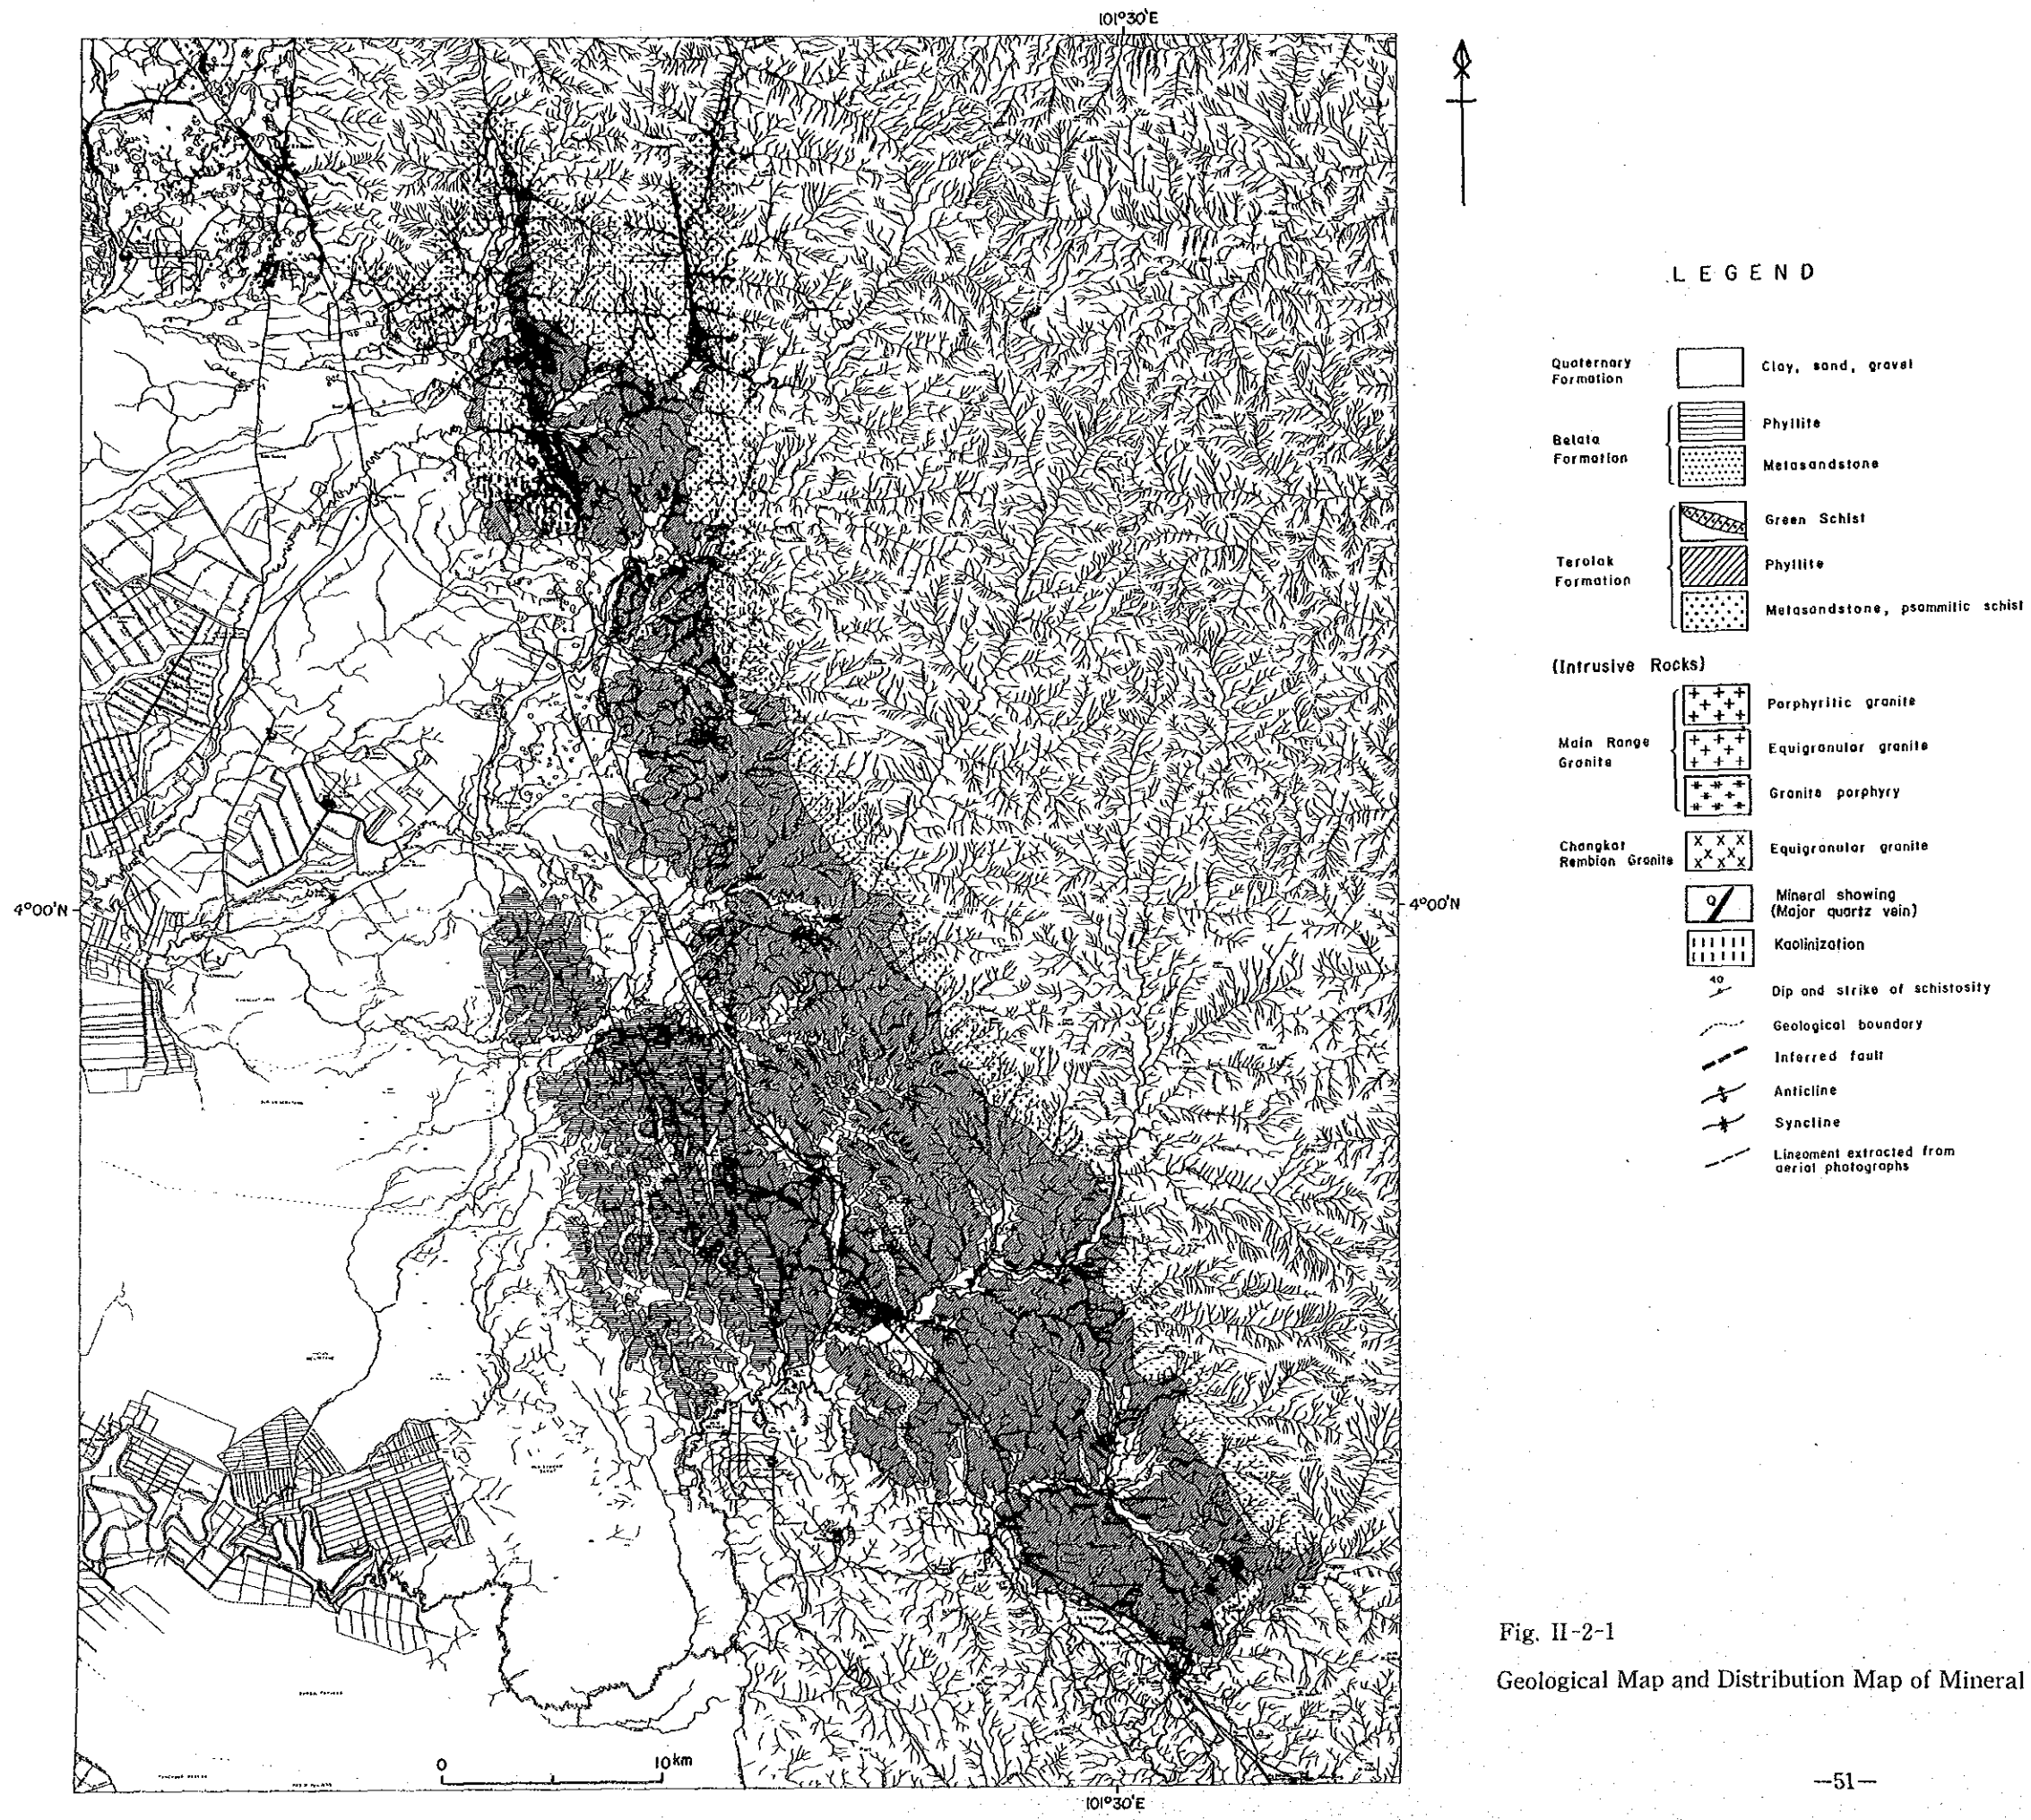 101°30'E
LEGEND
Quaternary
Formation
Clay, sand, gravel
Belata
Formation
Phyllite
Metasandstone
Terolak
Formation
Green Schist
Phyllite
Metasandstone, psammitic schist
(Intrusive Rocks)
Main Range
Granite
Porphyritic granite
Equigranular granite
Granite porphyry
Changkat
Rembian Granite
Equigranular granite
Q
Mineral showing
(Major quartz vein)
Kaolinization
40
Dip and strike of schistosity
Geological boundary
Inferred fault
Anticline
Syncline
Lineament extracted from
aerial photographs
4°00'N
4°00'N
0
10km
101°30'E
Fig. II-2-1
Geological Map and Distribution Map of Mineral
—51—